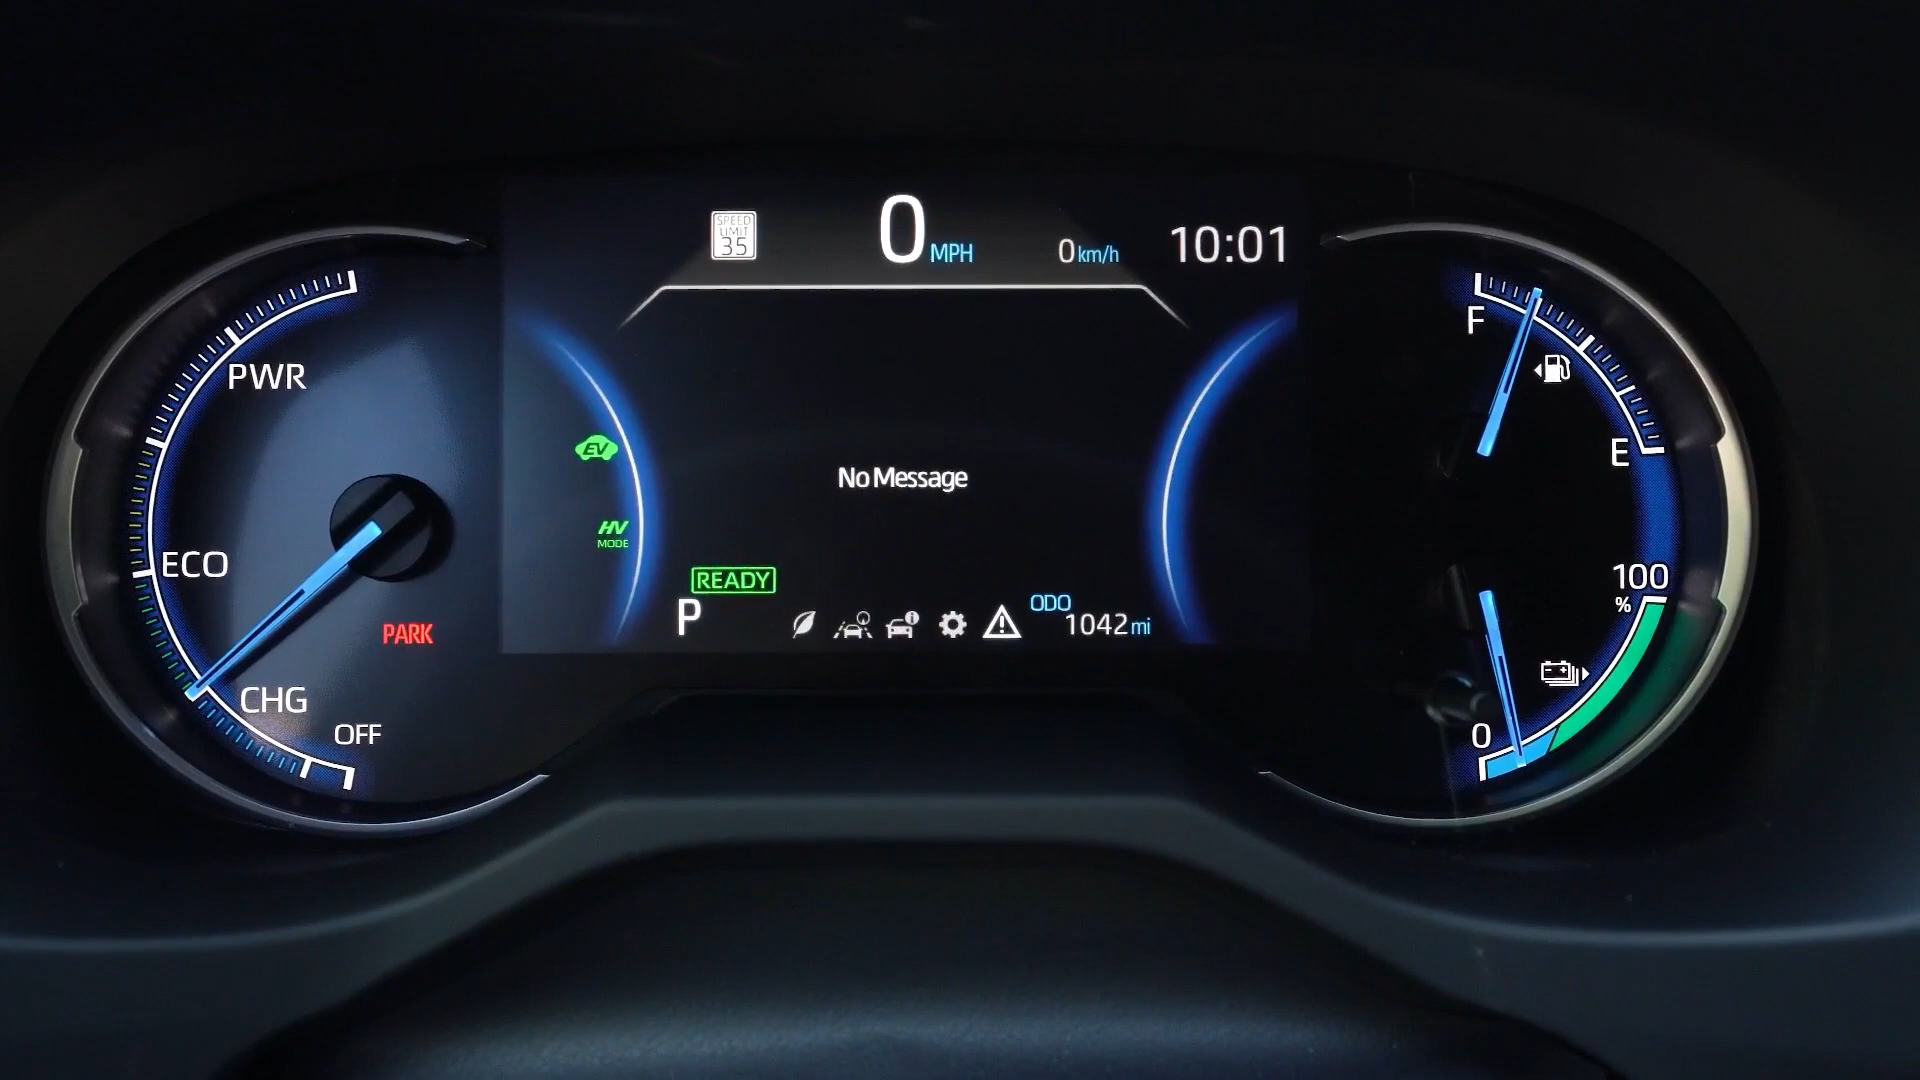 SPEED
LIMIT
35
0 MPH
0 km/h
10:01
PWR
ECO
CHG
OFF
PARK
EV
HV
MODE
No Message
READY
P
ODO
1042 mi
F
E
100
%
0